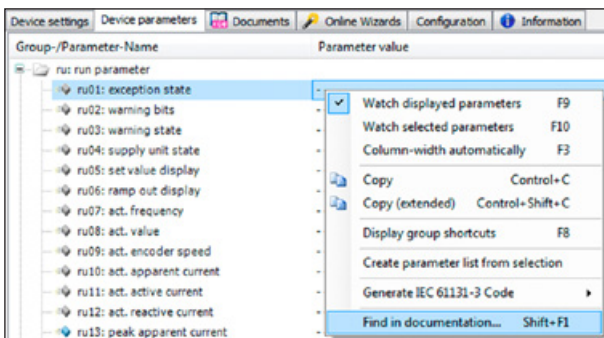 Device settings Device parameters Documents Online Wizards Configuration Information
Group-/Parameter-Name Parameter value
ru: run parameter
ru01: exception state -
ru02: warning bits -
ru03: warning state -
ru04: supply unit state -
ru05: set value display -
ru06: ramp out display -
ru07: act. frequency -
ru08: act. value -
ru09: act. encoder speed -
ru10: act. apparent current -
ru11: act. active current -
ru12: act. reactive current -
ru13: peak apparent current -
Watch displayed parameters F9
Watch selected parameters F10
Column-width automatically F3
Copy Control+C
Copy (extended) Control+Shift+C
Display group shortcuts F8
Create parameter list from selection
Generate IEC 61131-3 Code
Find in documentation... Shift+F1